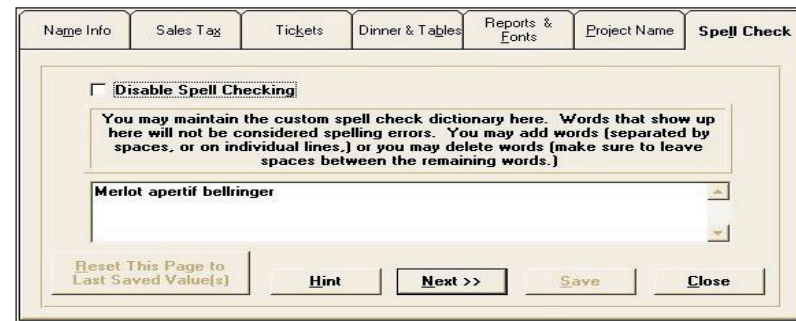 Name Info
Sales Tax
Tickets
Dinner & Tables
Reports &
Fonts
Project Name
Spell Check
Disable Spell Checking
You may maintain the custom spell check dictionary here.  Words that show up
here will not be considered spelling errors.  You may add words (separated by
spaces, or on individual lines,) or you may delete words (make sure to leave
spaces between the remaining words.)
Merlot apertif bellringer
Reset This Page to
Last Saved Value(s)
Hint
Next >>
Save
Close